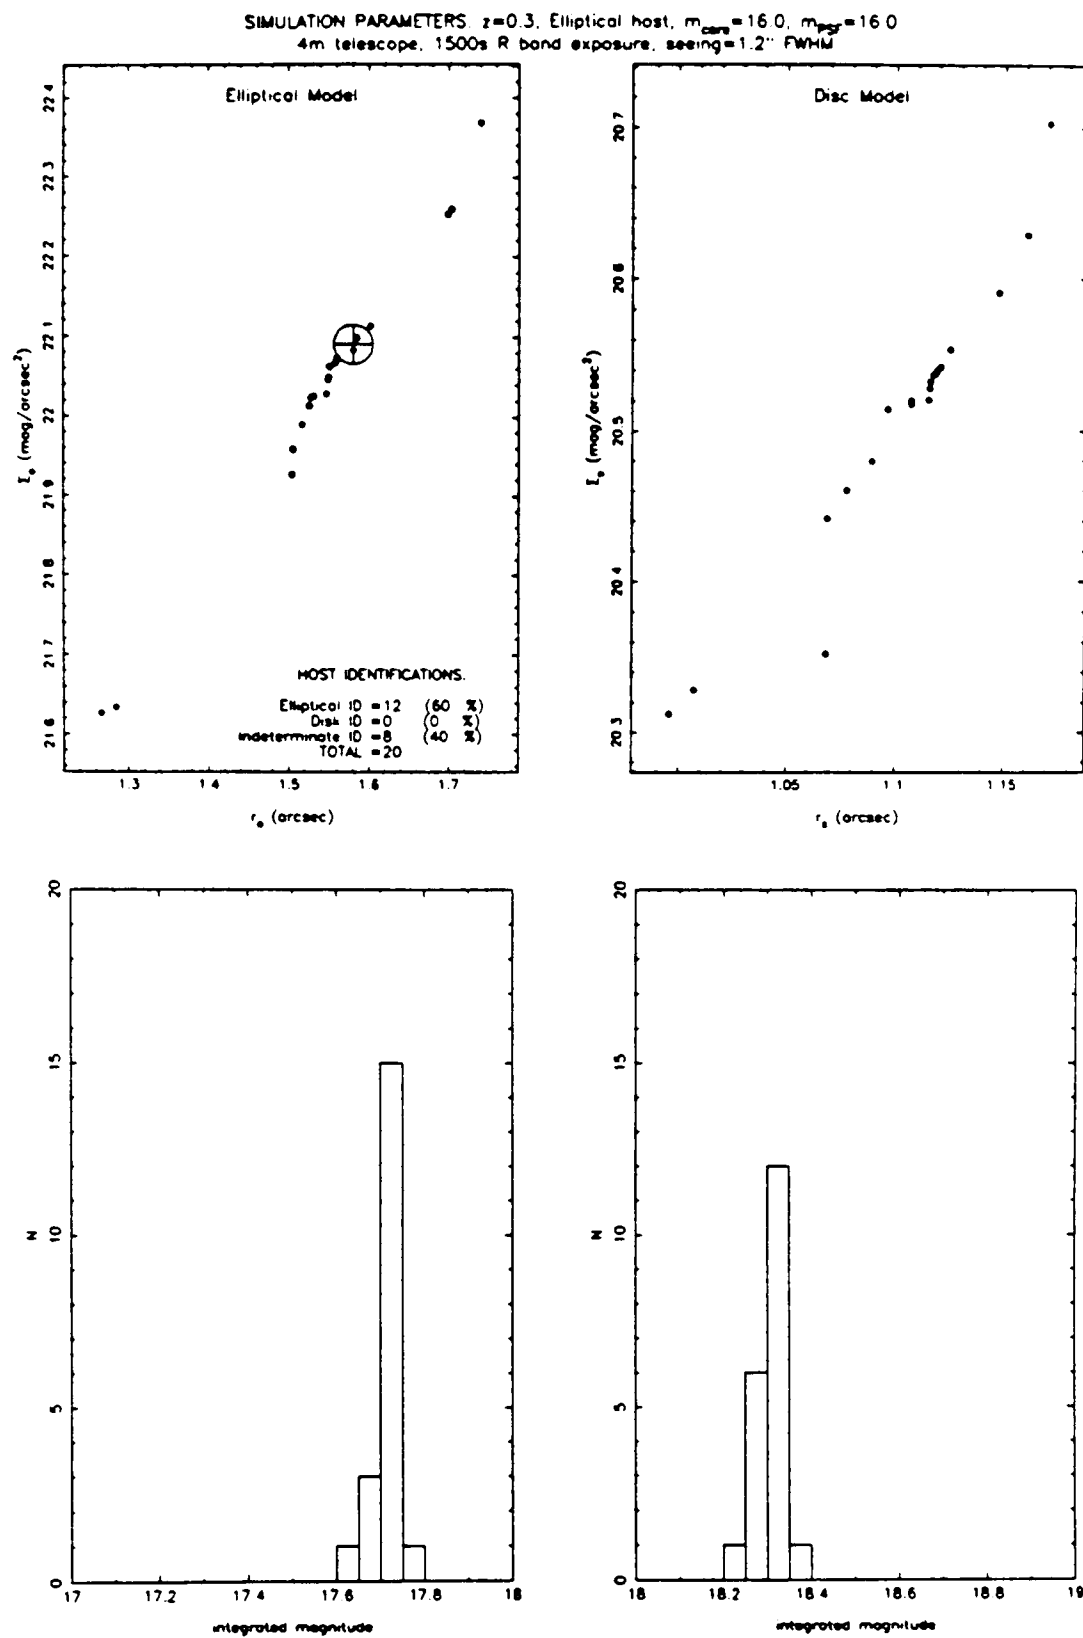 SIMULATION PARAMETERS. z=0.3, Elliptical host, m_core=16.0, m_PSF=16.0
4m telescope, 1500s R band exposure, seeing=1.2" FWHM
Elliptical Model
Σ_e (mag/arcsec²)
22.4
22.3
22.2
22.1
22
21.9
21.8
21.7
21.6
HOST IDENTIFICATIONS.
Elliptical ID =12 (60 %)
Disk ID =0 (0 %)
Indeterminate ID =8 (40 %)
TOTAL =20
1.3 1.4 1.5 1.6 1.7
r_e (arcsec)
Disc Model
Σ_o (mag/arcsec²)
20.7
20.6
20.5
20.4
20.3
1.05 1.1 1.15
r_s (arcsec)
N
20
15
10
5
0
17 17.2 17.4 17.6 17.8 18
integrated magnitude
N
20
15
10
5
0
18 18.2 18.4 18.6 18.8 19
integrated magnitude